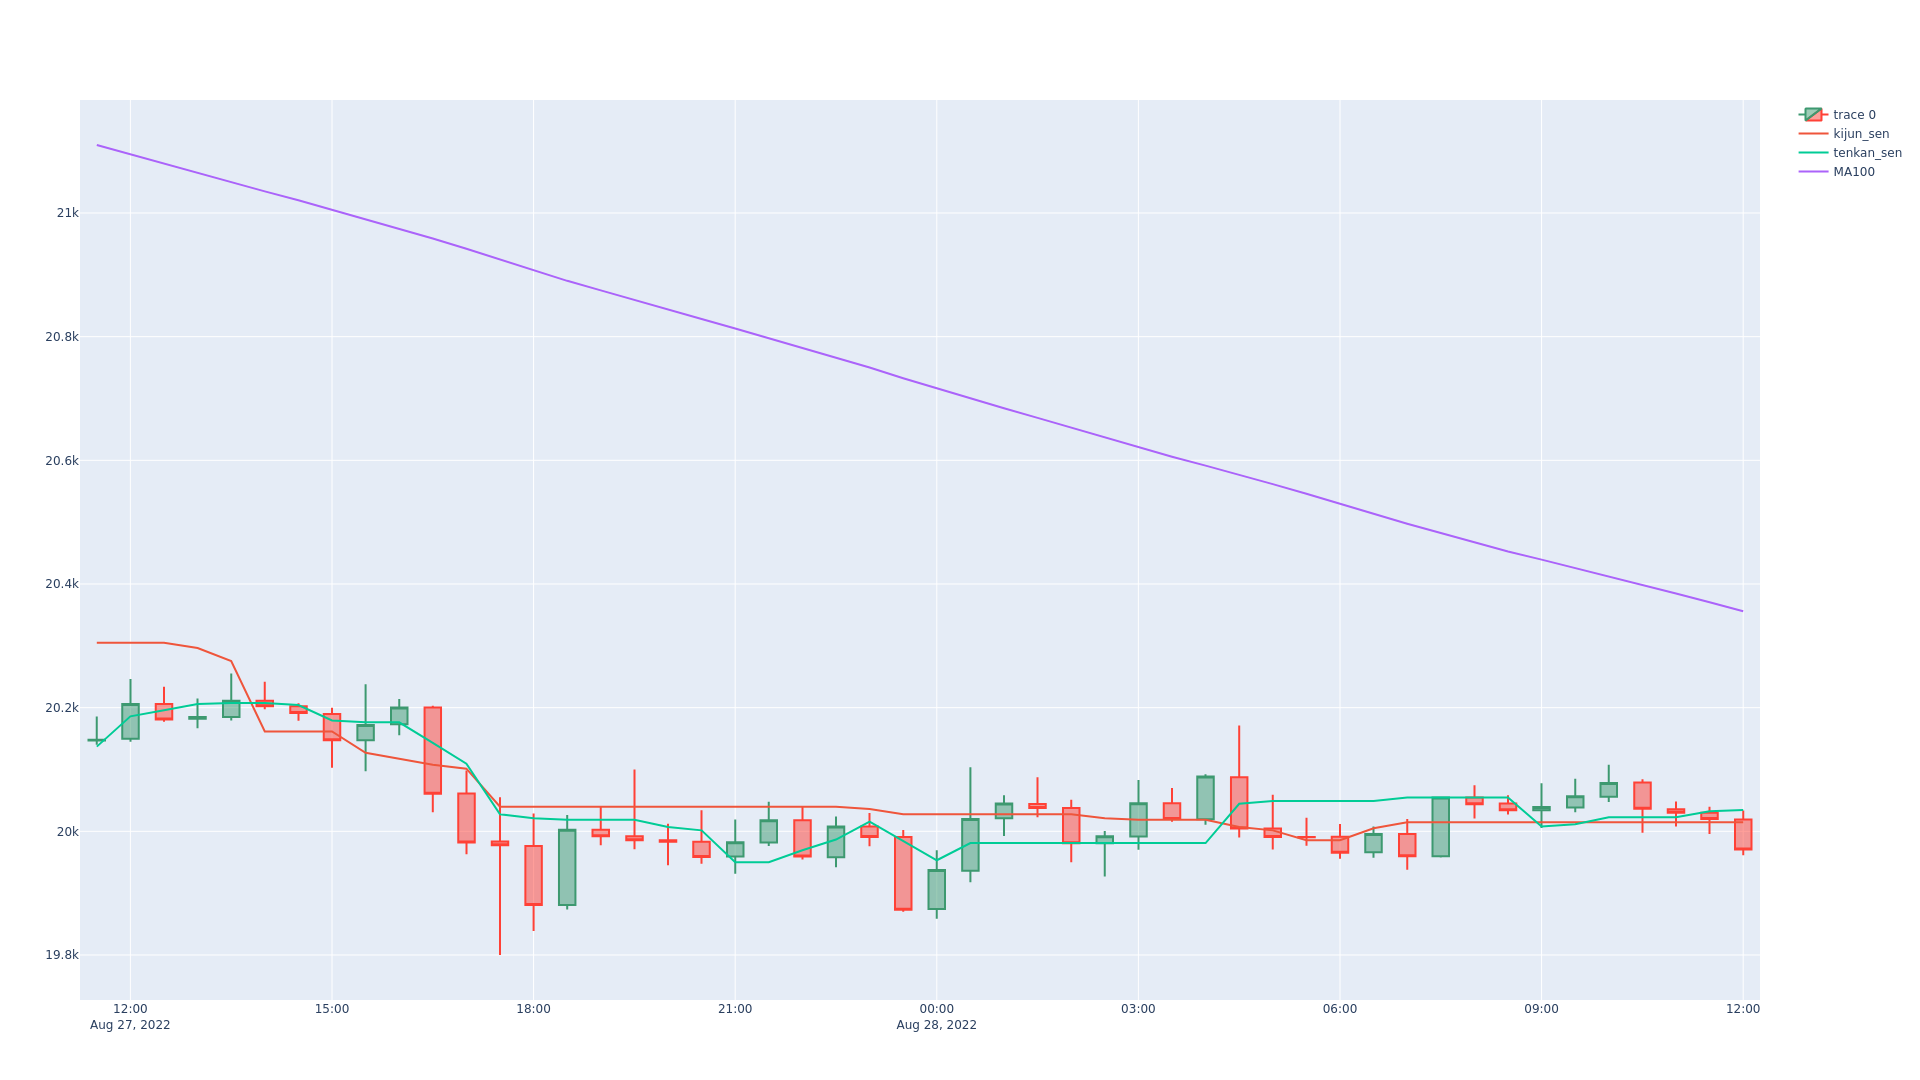 trace 0
kijun_sen
tenkan_sen
MA100
21k
20.8k
20.6k
20.4k
20.2k
20k
19.8k
12:00 15:00 18:00 21:00 00:00 03:00 06:00 09:00 12:00
Aug 27, 2022 Aug 28, 2022